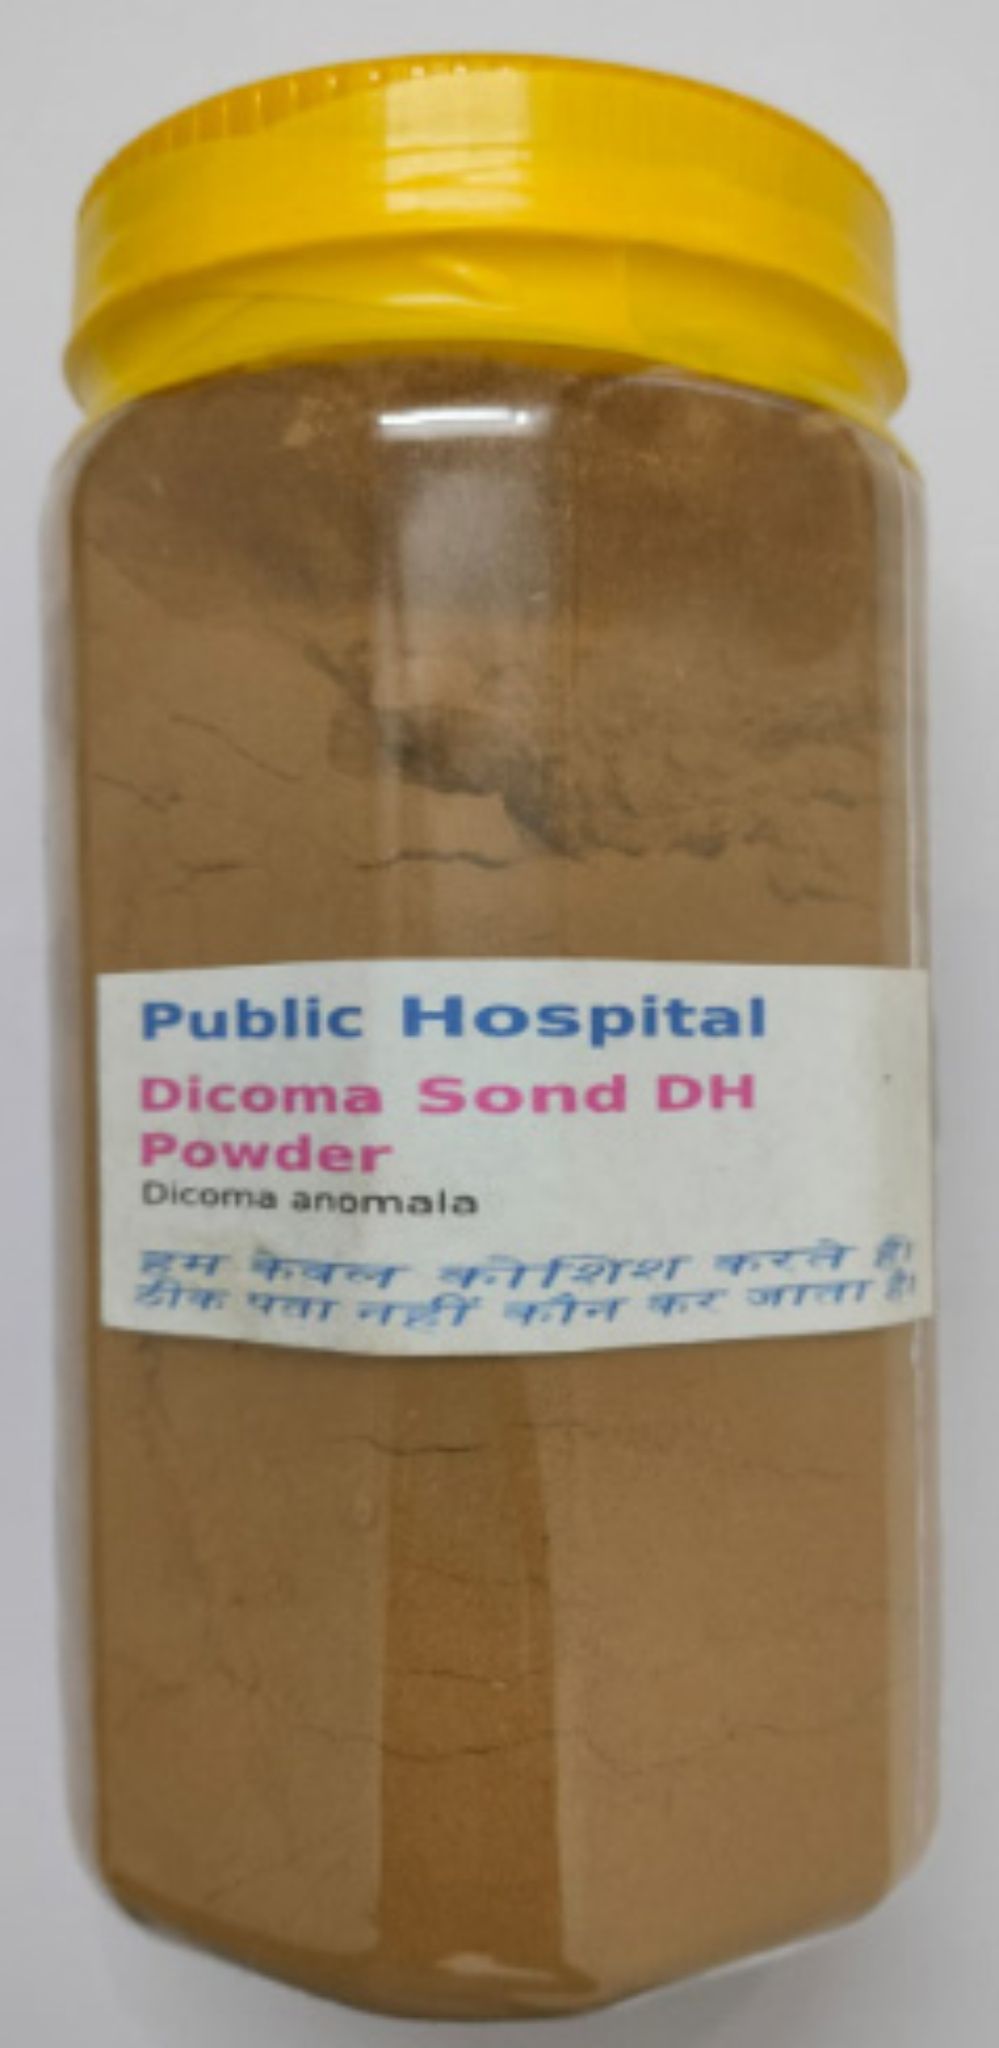 Public Hospital
Dicoma Sond DH
Powder
Dicoma anomala
हम केवल कोशिश करते हैं।
ठीक पता नहीं कौन कर जाता है।